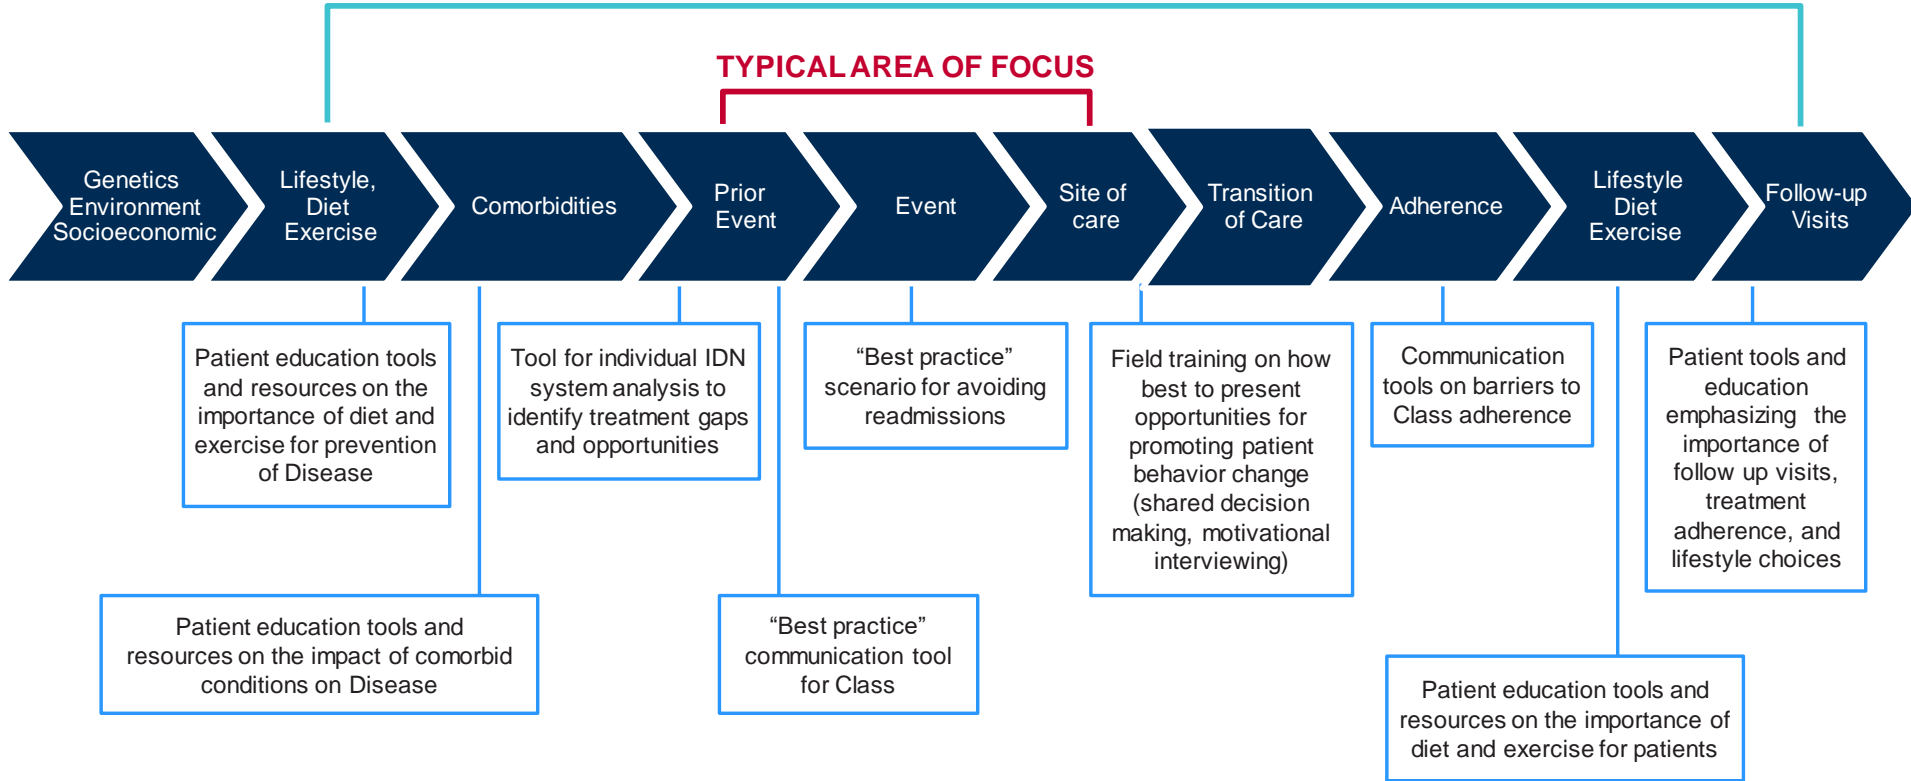 TYPICAL AREA OF FOCUS
Genetics
Environment
Socioeconomic
Lifestyle,
Diet
Exercise
Comorbidities
Prior
Event
Event
Site of
care
Transition
of Care
Adherence
Lifestyle
Diet
Exercise
Follow-up
Visits
Patient education tools
and resources on the
importance of diet and
exercise for prevention
of Disease
Tool for individual IDN
system analysis to
identify treatment gaps
and opportunities
“Best practice”
scenario for avoiding
readmissions
Field training on how
best to present
opportunities for
promoting patient
behavior change
(shared decision
making, motivational
interviewing)
Communication
tools on barriers to
Class adherence
Patient tools and
education
emphasizing the
importance of
follow up visits,
treatment
adherence, and
lifestyle choices
Patient education tools and
resources on the impact of comorbid
conditions on Disease
“Best practice”
communication tool
for Class
Patient education tools and
resources on the importance of
diet and exercise for patients